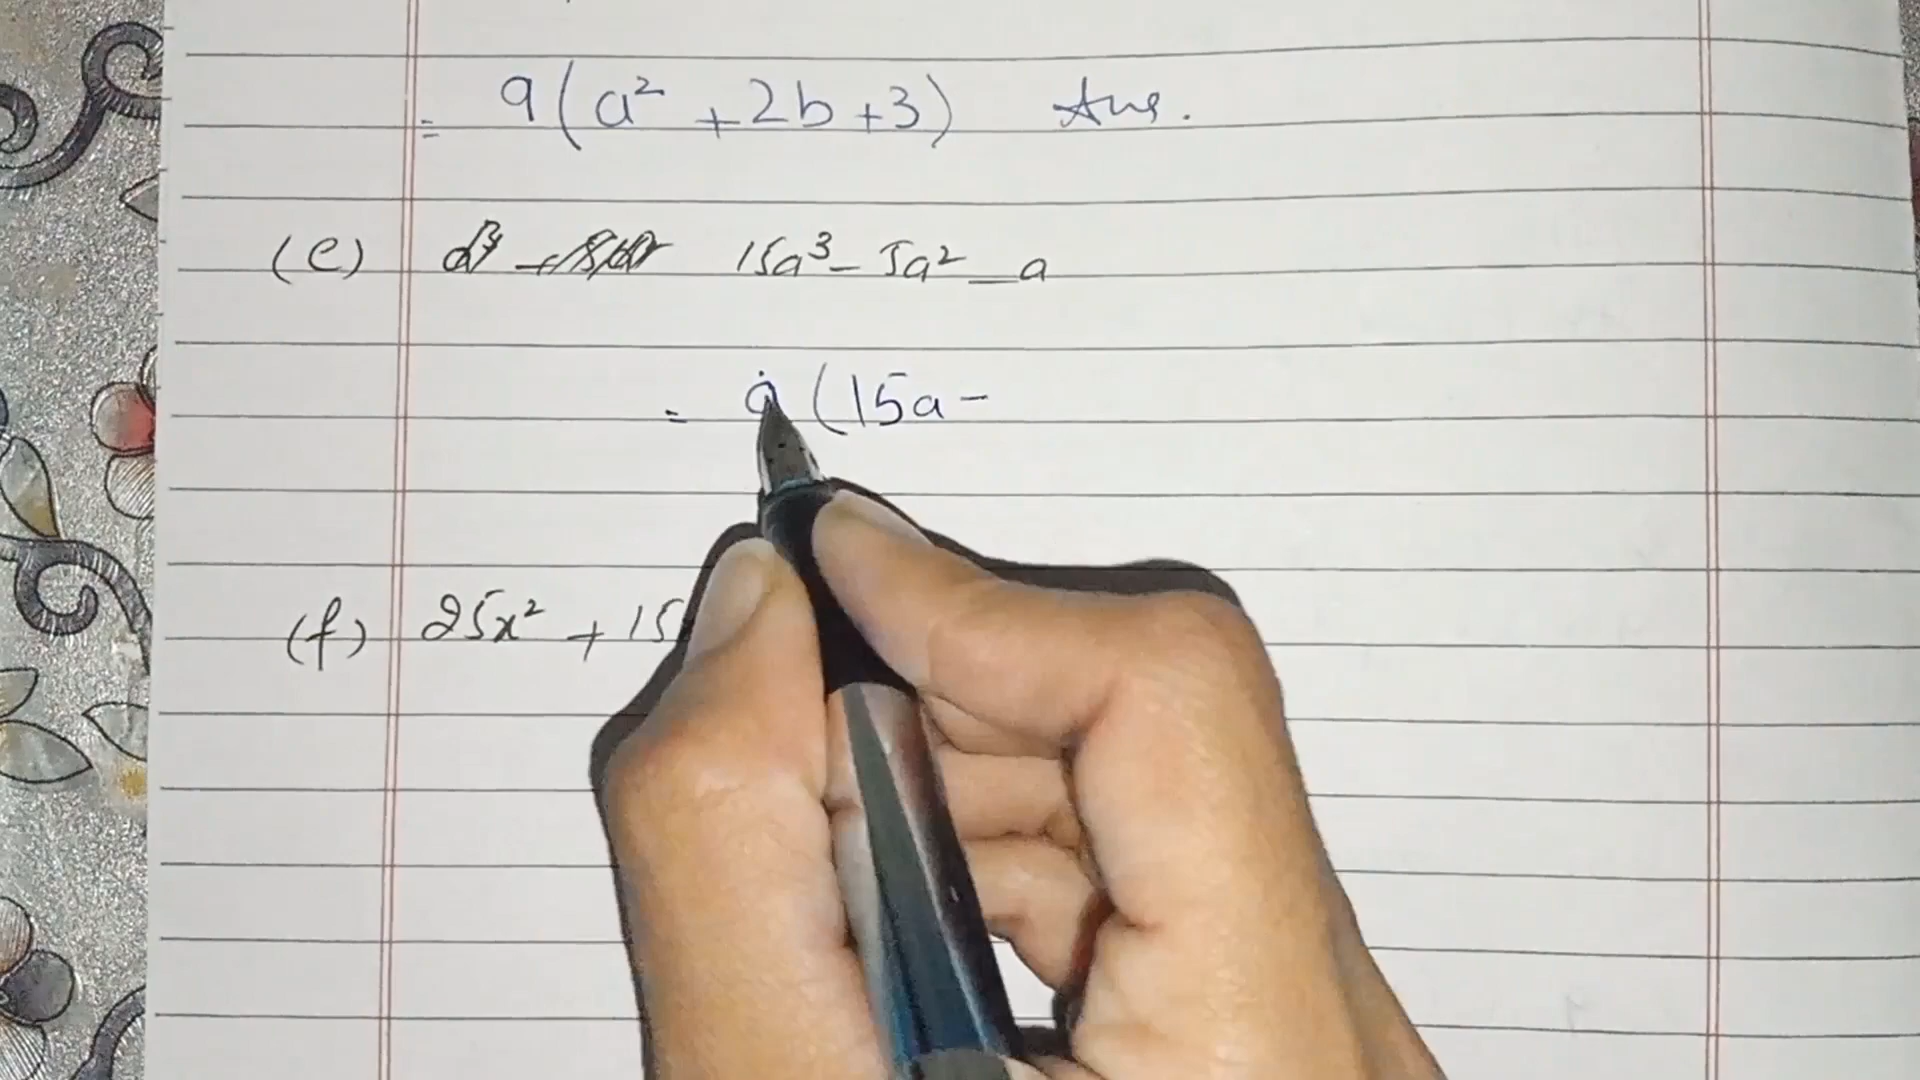 = 9(a² + 2b + 3) Ans.
(e) 15a³ - 5a² - a
= a (15a -
(f) 25x² + 15